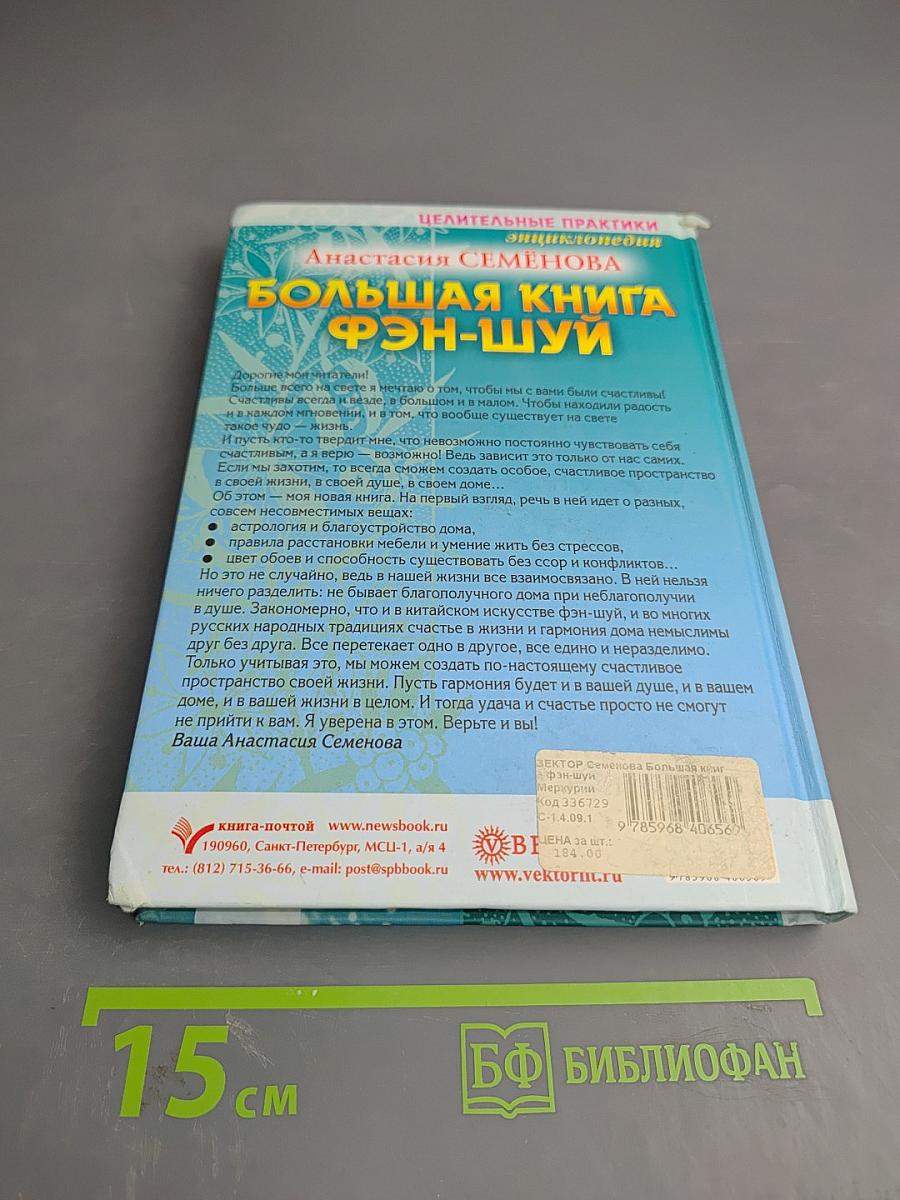 ЦЕЛИТЕЛЬНЫЕ ПРАКТИКИ
энциклопедия
Анастасия СЕМЁНОВА
БОЛЬШАЯ КНИГА
ФЭН-ШУЙ
Дорогие мои читатели!
Больше всего на свете я мечтаю о том, чтобы мы с вами были счастливы!
Счастливы всегда и везде, в большом и в малом. Чтобы находили радость
и в каждом мгновении, и в том, что вообще существует на свете
такое чудо — жизнь.
И пусть кто-то твердит мне, что невозможно постоянно чувствовать себя
счастливым, а я верю — возможно! Ведь зависит это только от нас самих.
Если мы захотим, то всегда сможем создать особое, счастливое пространство
в своей жизни, в своей душе, в своем доме...
Об этом — моя новая книга. На первый взгляд, речь в ней идет о разных,
совсем несовместимых вещах:
● астрология и благоустройство дома,
● правила расстановки мебели и умение жить без стрессов,
● цвет обоев и способность существовать без ссор и конфликтов...
Но это не случайно, ведь в нашей жизни все взаимосвязано. В ней нельзя
ничего разделить: не бывает благополучного дома при неблагополучии
в душе. Закономерно, что и в китайском искусстве фэн-шуй, и во многих
русских народных традициях счастье в жизни и гармония дома немыслимы
друг без друга. Все перетекает одно в другое, все едино и неразделимо.
Только учитывая это, мы можем создать по-настоящему счастливое
пространство своей жизни. Пусть гармония будет и в вашей душе, и в вашем
доме, и в вашей жизни в целом. И тогда удача и счастье просто не смогут
не прийти к вам. Я уверена в этом. Верьте и вы!
Ваша Анастасия Семенова
ВЕКТОР Семенова Большая книг
а фэн-шуй
Меркурий
Код 336729
С-1.4.09.1
9 785968 40656
ЦЕНА за шт.:
184.00
книга-почтой www.newsbook.ru
190960, Санкт-Петербург, МСЦ-1, а/я 4
тел.: (812) 715-36-66, e-mail: post@spbbook.ru
www.vektorlit.ru
15 см
БФ БИБЛИОФАН